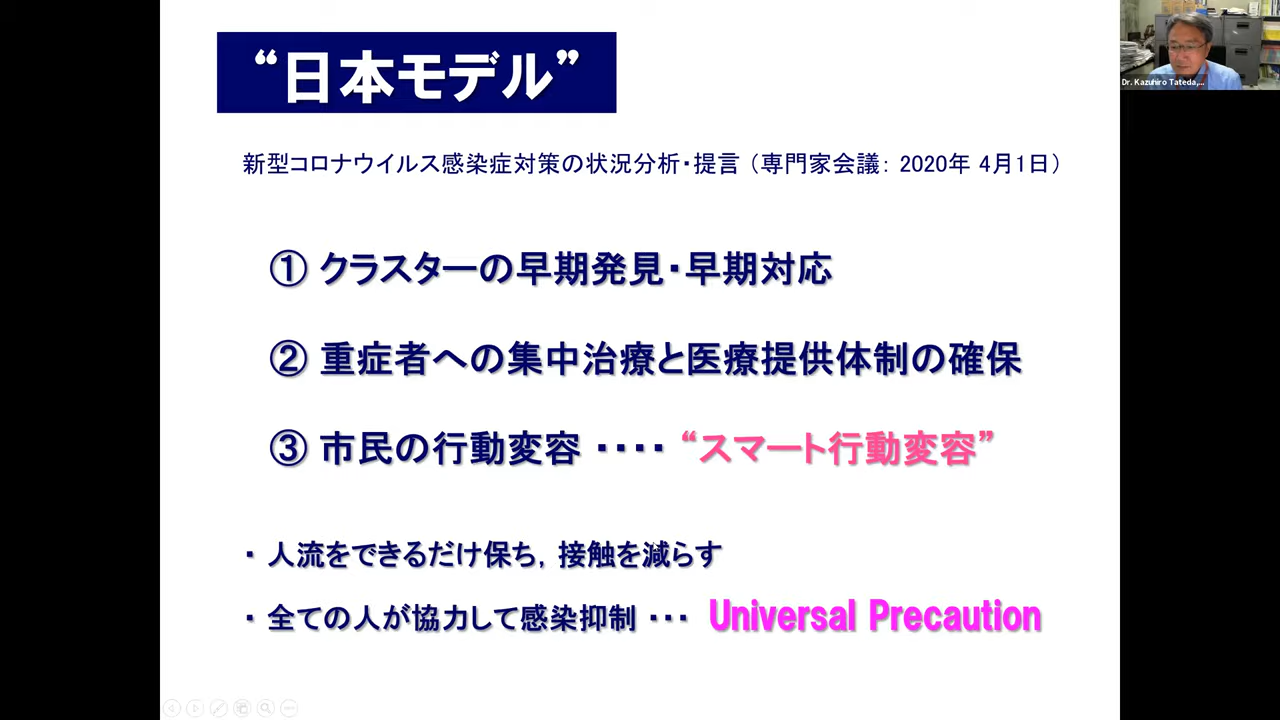 “日本モデル”
Dr. Kazuhiro Tateda,...
新型コロナウイルス感染症対策の状況分析・提言（専門家会議： 2020年 4月1日）
① クラスターの早期発見・早期対応
② 重症者への集中治療と医療提供体制の確保
③ 市民の行動変容 ・・・・ “スマート行動変容”
・ 人流をできるだけ保ち，接触を減らす
・ 全ての人が協力して感染抑制 ・・・ Universal Precaution